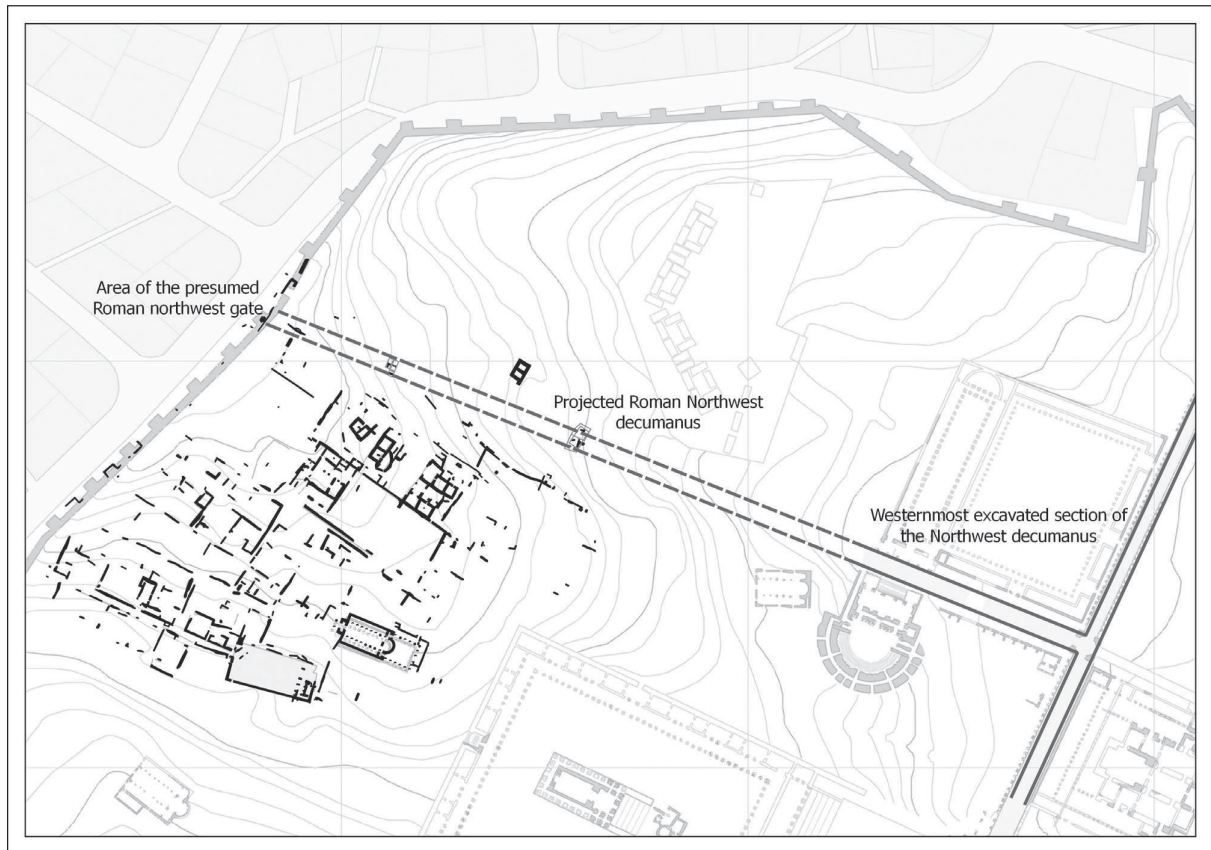 Area of the presumed
Roman northwest gate
Projected Roman Northwest
decumanus
Westernmost excavated section of
the Northwest decumanus